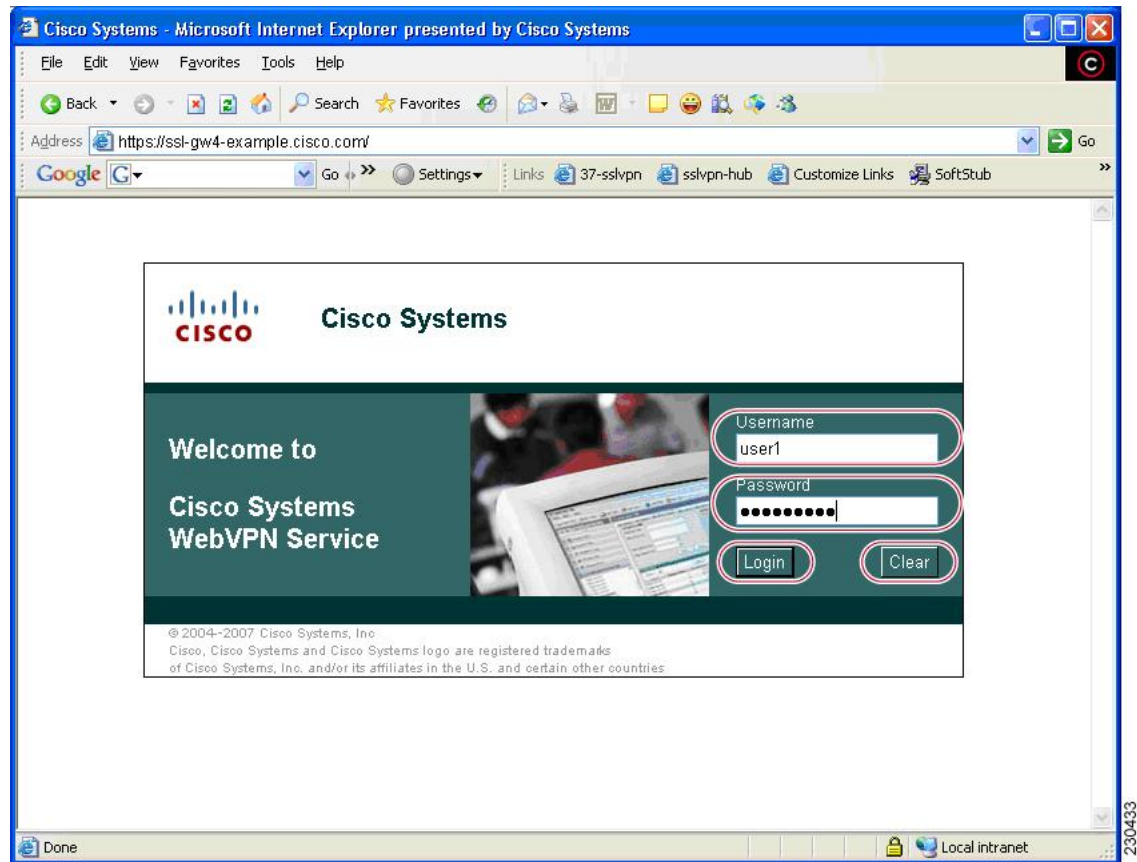 Cisco Systems - Microsoft Internet Explorer presented by Cisco Systems
File Edit View Favorites Tools Help
Back Search Favorites
Address https://ssl-gw4-example.cisco.com/ Go
Google G Go >> Settings Links 37-sslvpn sslvpn-hub Customize Links SoftStub >>
CISCO
Cisco Systems
Welcome to
Cisco Systems
WebVPN Service
Username
user1
Password
●●●●●●●●●
Login Clear
© 2004-2007 Cisco Systems, Inc
Cisco, Cisco Systems and Cisco Systems logo are registered trademarks
of Cisco Systems, Inc. and/or its affiliates in the U.S. and certain other countries
Done Local intranet
230433